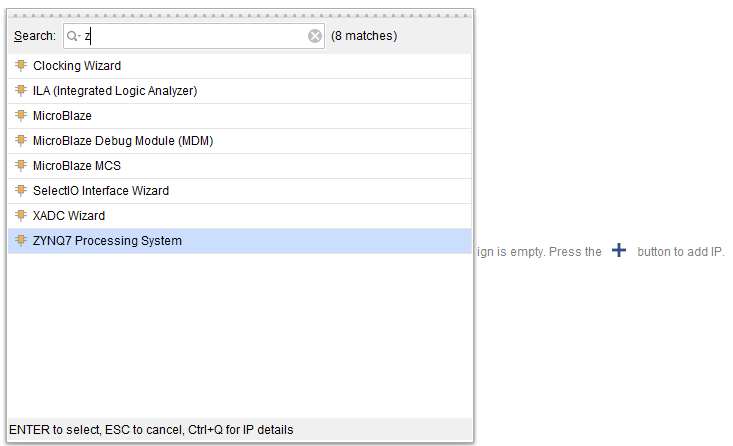 Search: z (8 matches)
Clocking Wizard
ILA (Integrated Logic Analyzer)
MicroBlaze
MicroBlaze Debug Module (MDM)
MicroBlaze MCS
SelectIO Interface Wizard
XADC Wizard
ZYNQ7 Processing System
ign is empty. Press the + button to add IP.
ENTER to select, ESC to cancel, Ctrl+Q for IP details